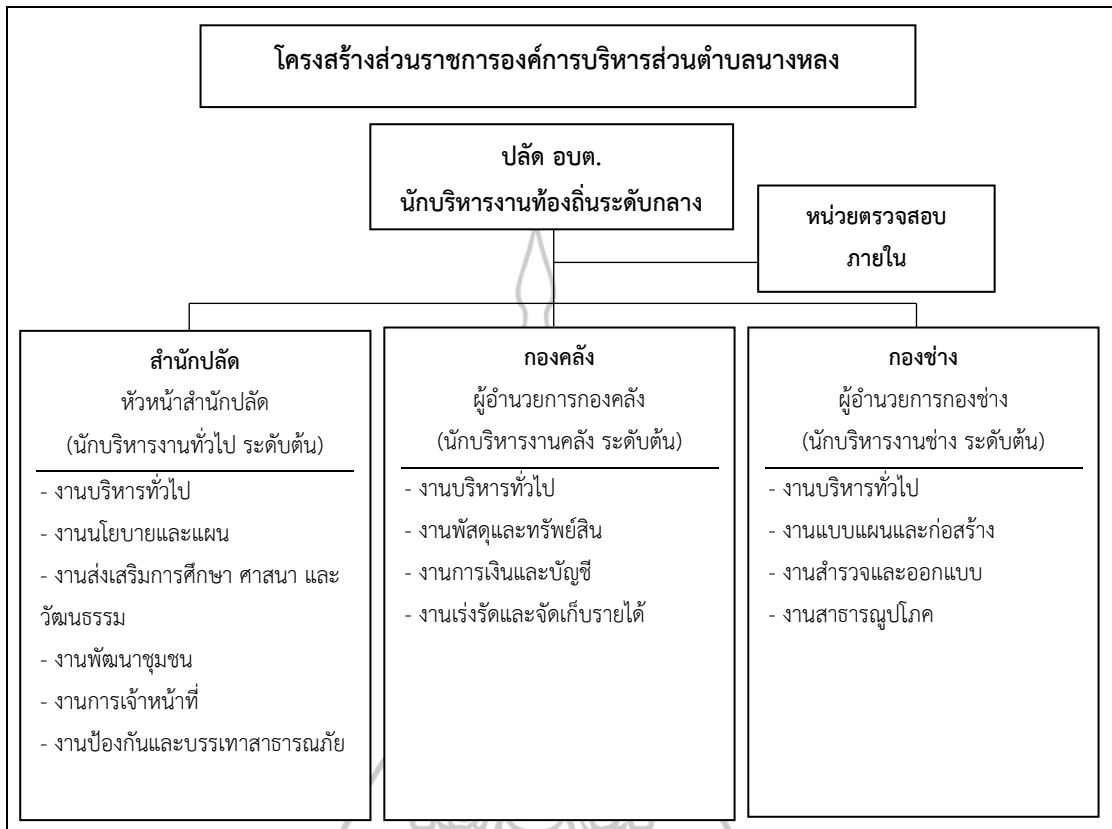 โครงสร้างส่วนราชการองค์การบริหารส่วนตำบลนางหลง
ปลัด อบต.
นักบริหารงานท้องถิ่นระดับกลาง
หน่วยตรวจสอบ
ภายใน
สำนักปลัด
หัวหน้าสำนักปลัด
(นักบริหารงานทั่วไป ระดับต้น)
- งานบริหารทั่วไป
- งานนโยบายและแผน
- งานส่งเสริมการศึกษา ศาสนา และ
วัฒนธรรม
- งานพัฒนาชุมชน
- งานการเจ้าหน้าที่
- งานป้องกันและบรรเทาสาธารณภัย
กองคลัง
ผู้อำนวยการกองคลัง
(นักบริหารงานคลัง ระดับต้น)
- งานบริหารทั่วไป
- งานพัสดุและทรัพย์สิน
- งานการเงินและบัญชี
- งานเร่งรัดและจัดเก็บรายได้
กองช่าง
ผู้อำนวยการกองช่าง
(นักบริหารงานช่าง ระดับต้น)
- งานบริหารทั่วไป
- งานแบบแผนและก่อสร้าง
- งานสำรวจและออกแบบ
- งานสาธารณูปโภค